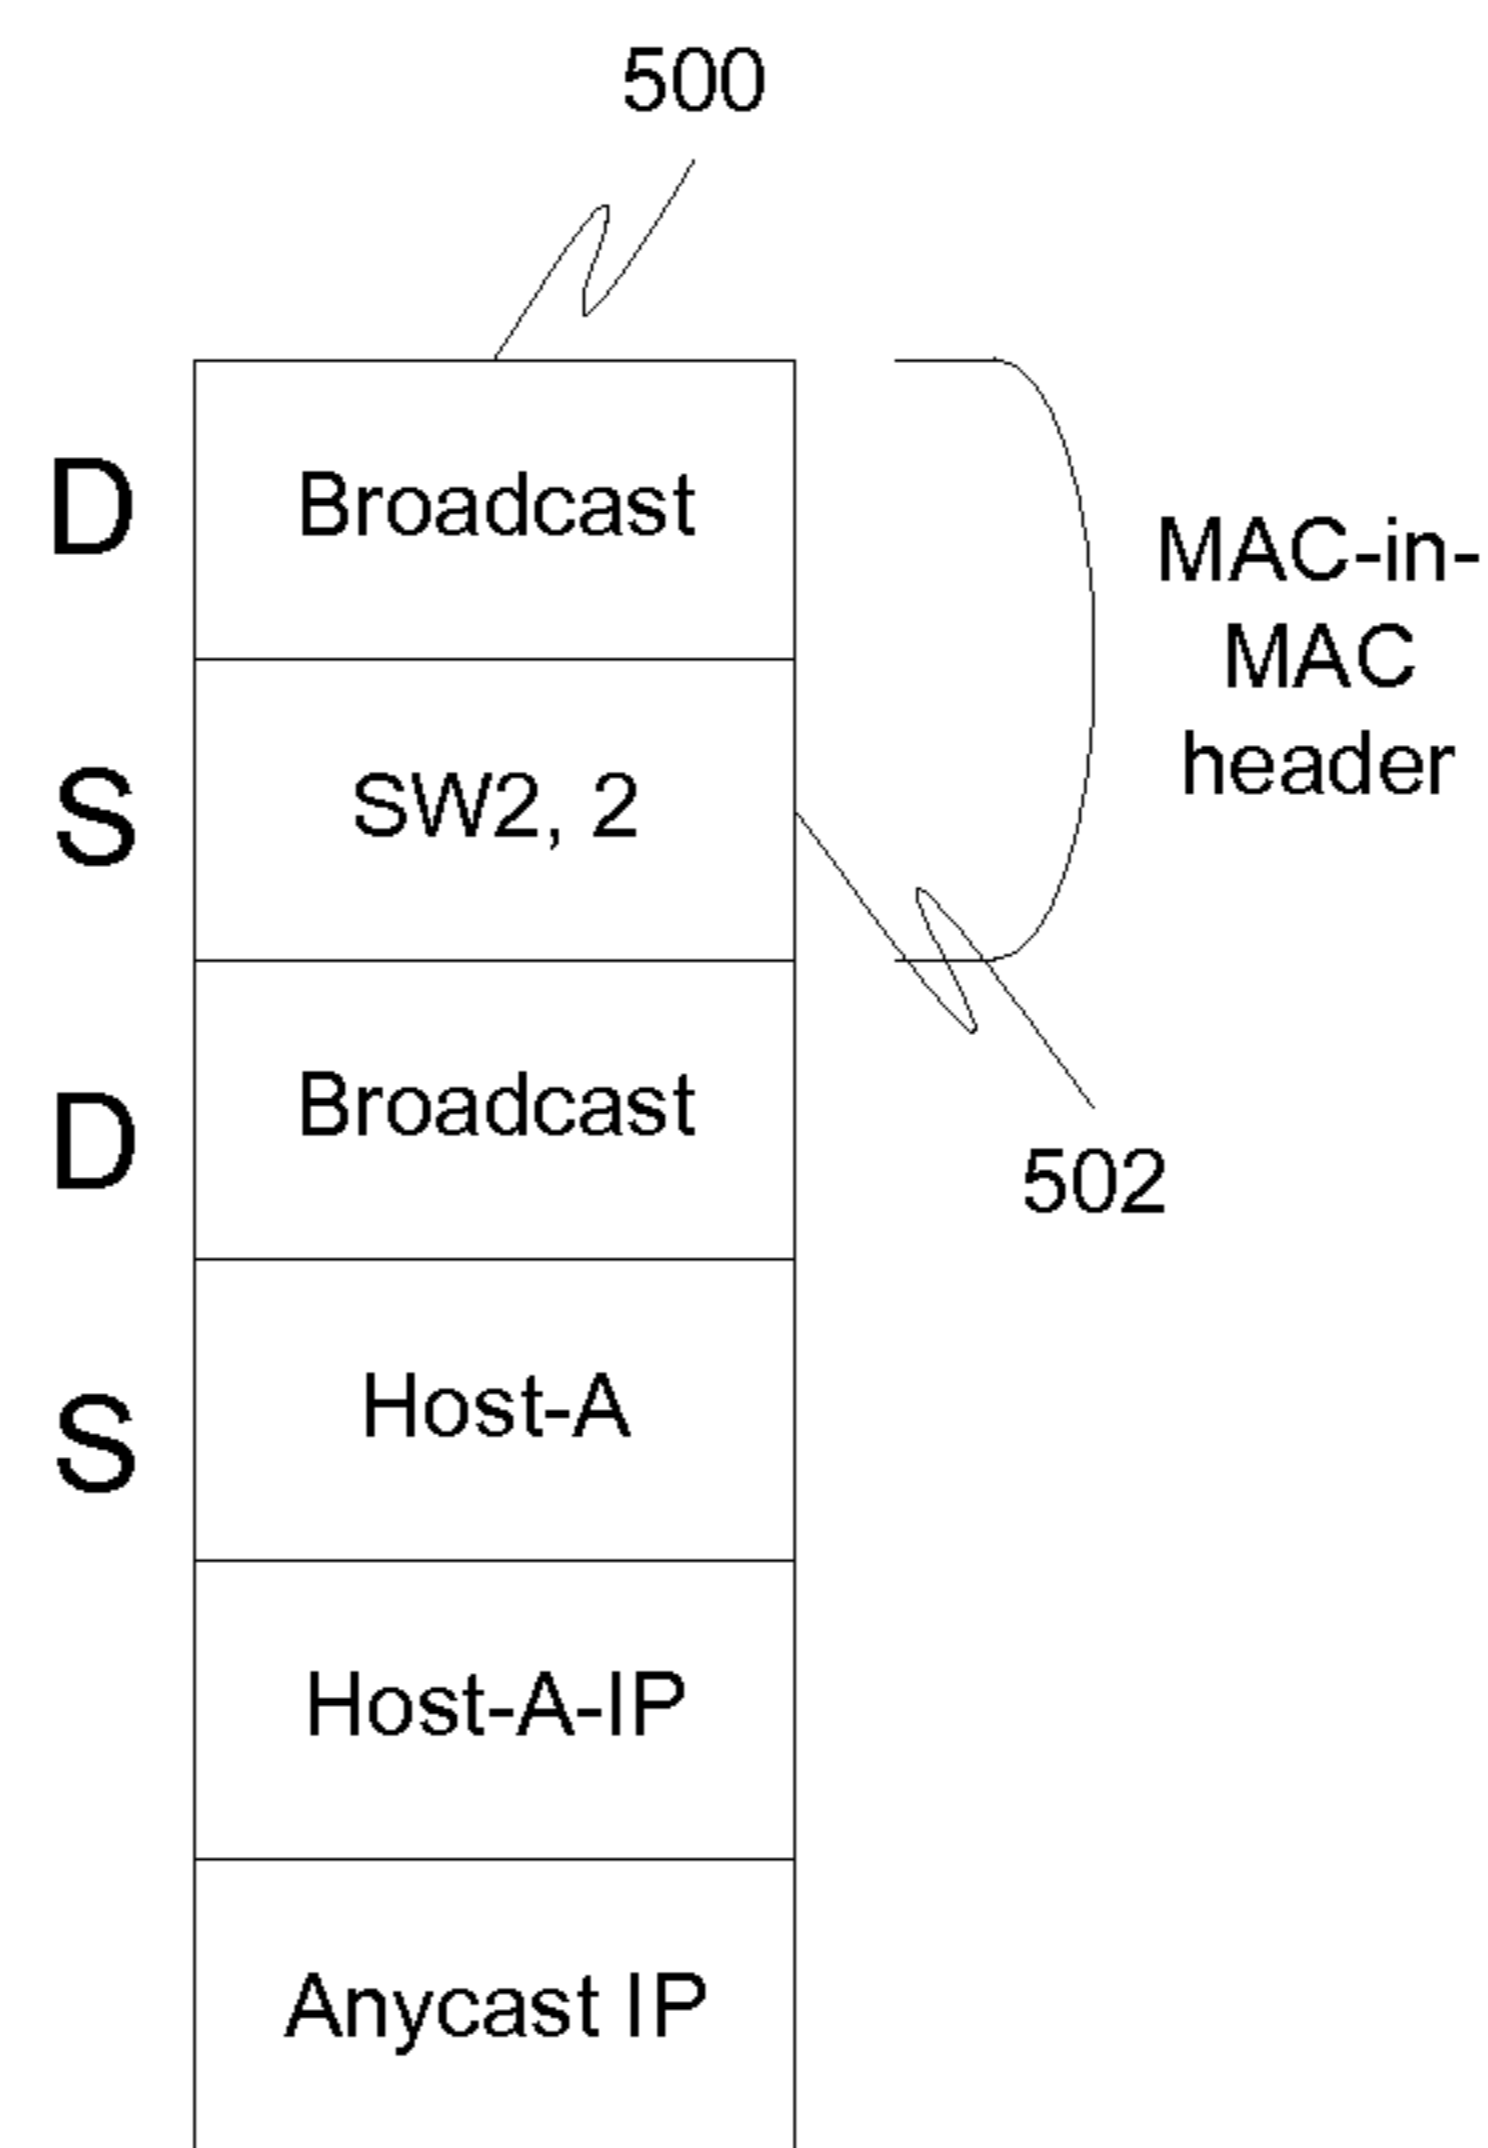 500
D
Broadcast
MAC-in-
MAC
header
S
SW2, 2
D
Broadcast
502
S
Host-A
Host-A-IP
Anycast IP